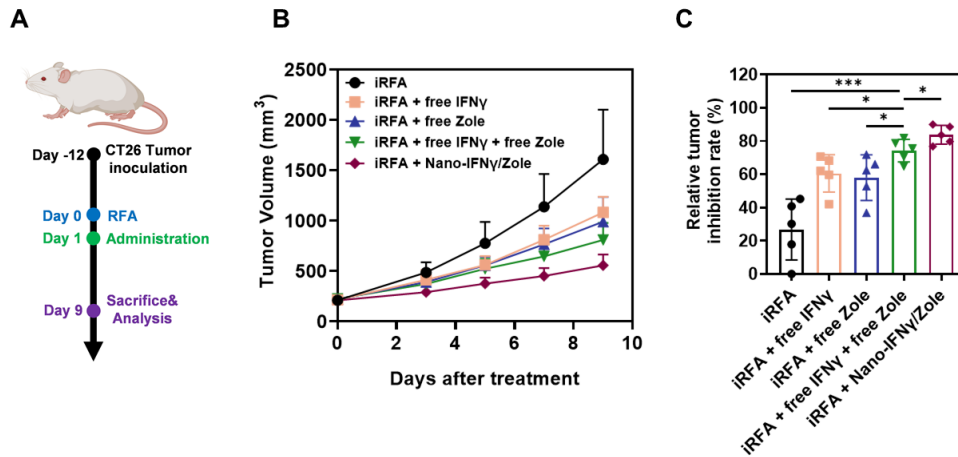 A
Day -12
CT26 Tumor
inoculation
Day 0
RFA
Day 1
Administration
Day 9
Sacrifice&
Analysis
B
Tumor Volume (mm³)
2500
2000
1500
1000
500
0
0
2
4
6
8
10
Days after treatment
iRFA
iRFA + free IFNγ
iRFA + free Zole
iRFA + free IFNγ + free Zole
iRFA + Nano-IFNγ/Zole
C
Relative tumor
inhibition rate (%)
120
100
80
60
40
20
0
***
*
*
*
iRFA
iRFA + free IFNγ
iRFA + free Zole
iRFA + free IFNγ + free Zole
iRFA + Nano-IFNγ/Zole